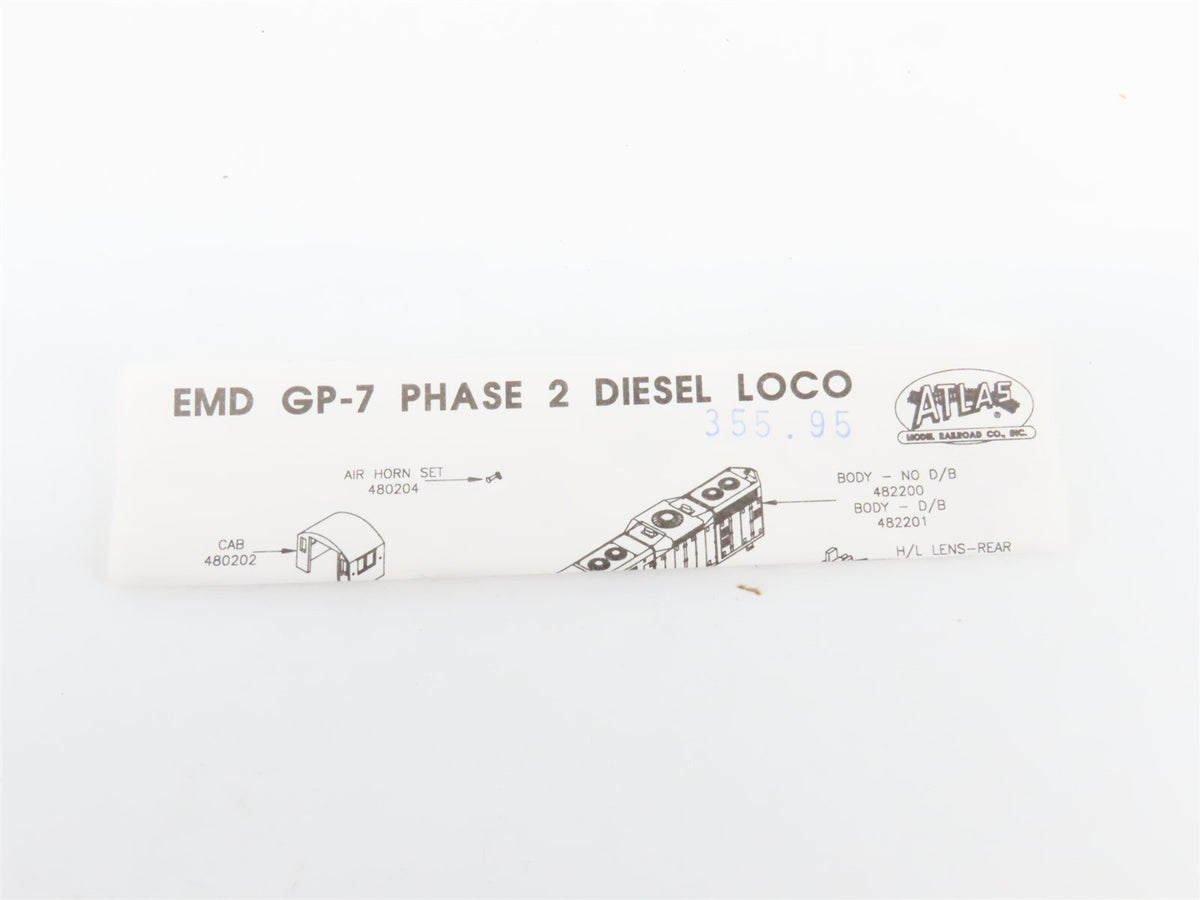 EMD GP-7 PHASE 2 DIESEL LOCO
355.95
ATLAS
®
MODEL RAILROAD CO., INC.
AIR HORN SET
480204
BODY - NO D/B
482200
BODY - D/B
482201
CAB
480202
H/L LENS-REAR